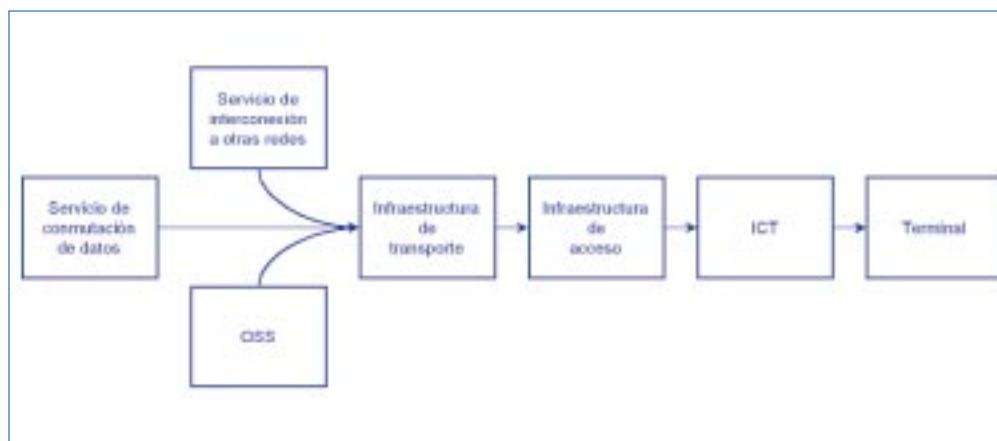 Servicio de
interconexión
a otras redes
Servicio de
conmutación
de datos
Infraestructura
de
transporte
Infraestructura
de
acceso
ICT
Terminal
OSS